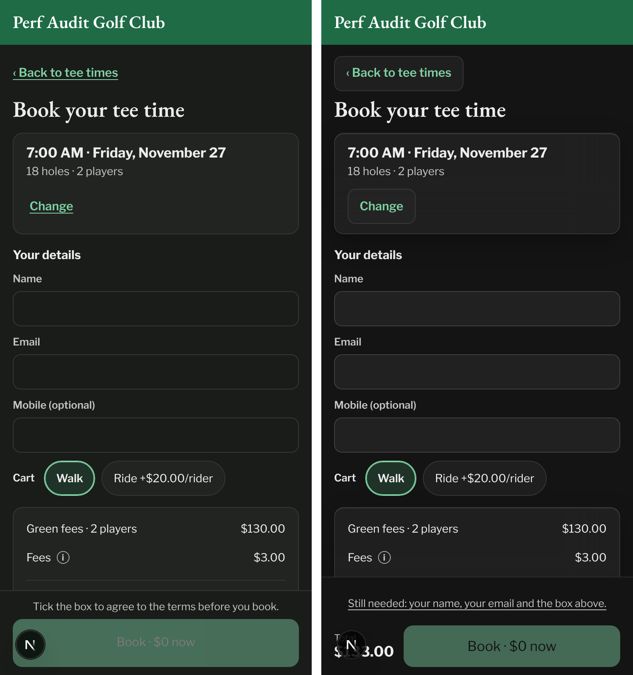 Perf Audit Golf Club
‹ Back to tee times
Book your tee time
7:00 AM · Friday, November 27
18 holes · 2 players
Change
Your details
Name
Email
Mobile (optional)
Cart
Walk
Ride +$20.00/rider
Green fees · 2 players
$130.00
Fees
$3.00
Tick the box to agree to the terms before you book.
N
Book · $0 now
Perf Audit Golf Club
‹ Back to tee times
Book your tee time
7:00 AM · Friday, November 27
18 holes · 2 players
Change
Your details
Name
Email
Mobile (optional)
Cart
Walk
Ride +$20.00/rider
Green fees · 2 players
$130.00
Fees
$3.00
Still needed: your name, your email and the box above.
N
Book · $0 now